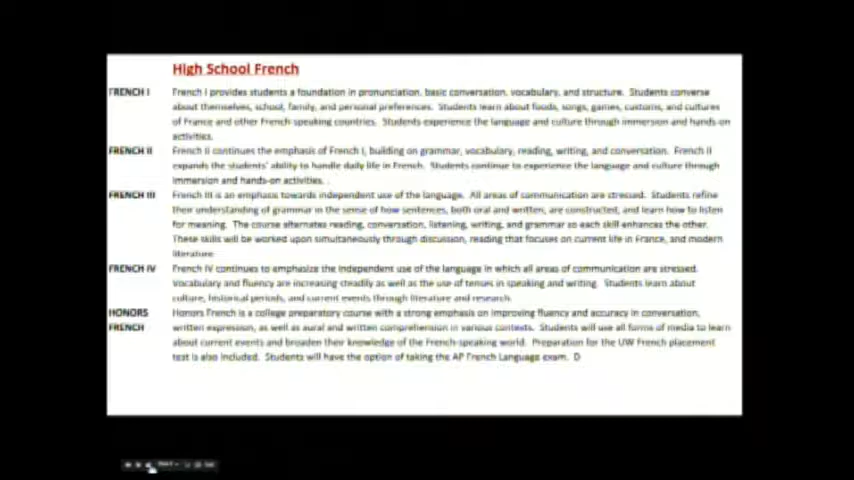 High School French
FRENCH I French I provides students a foundation in pronunciation, basic conversation, vocabulary, and structure. Students converse
about themselves, school, family, and personal preferences. Students learn about foods, songs, games, customs, and cultures
of France and other French-speaking countries. Students experience the language and culture through immersion and hands-on
activities.
FRENCH II French II continues the emphasis of French I, building on grammar, vocabulary, reading, writing, and conversation. French II
expands the students' ability to handle daily life in French. Students continue to experience the language and culture through
immersion and hands-on activities. .
FRENCH III French III is an emphasis towards independent use of the language. All areas of communication are stressed. Students refine
their understanding of grammar in the sense of how sentences, both oral and written, are constructed, and learn how to listen
for meaning. The course alternates reading, conversation, listening, writing, and grammar so each skill enhances the other.
These skills will be worked upon simultaneously through discussion, reading that focuses on current life in France, and modern
literature
FRENCH IV French IV continues to emphasize the independent use of the language in which all areas of communication are stressed.
Vocabulary and fluency are increasing steadily as well as the use of tenses in speaking and writing. Students learn about
culture, historical periods, and current events through literature and research.
HONORS Honors French is a college preparatory course with a strong emphasis on improving fluency and accuracy in conversation,
FRENCH written expression, as well as aural and written comprehension in various contexts. Students will use all forms of media to learn
about current events and broaden their knowledge of the French-speaking world. Preparation for the UW French placement
test is also included. Students will have the option of taking the AP French Language exam. D